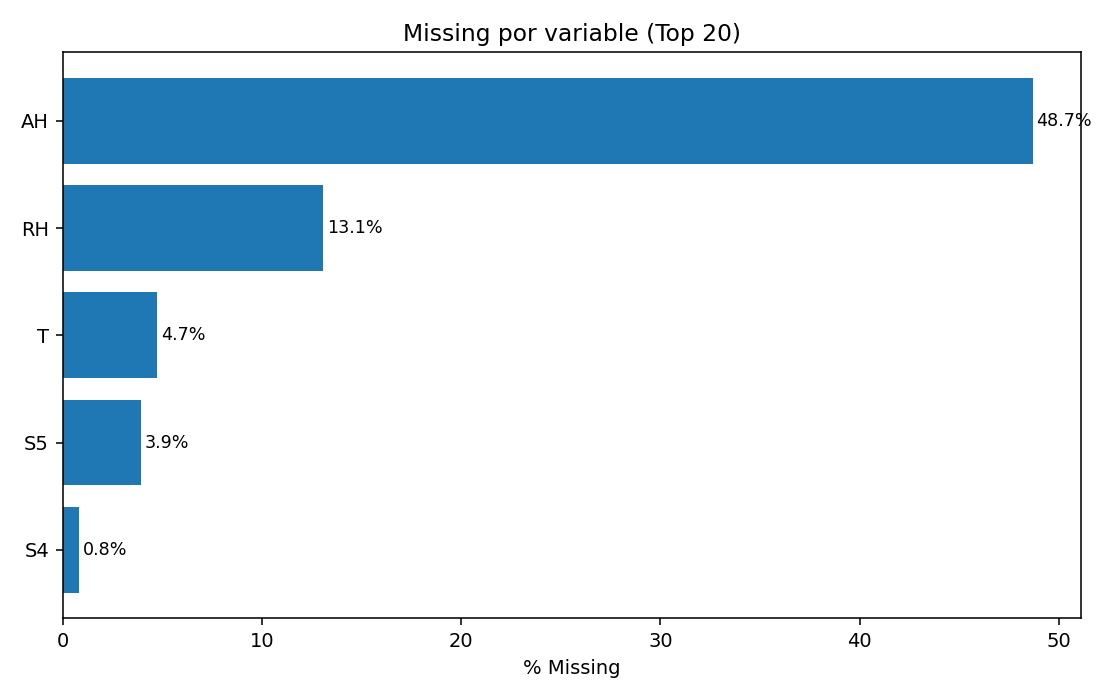 Missing por variable (Top 20)
AH
48.7%
RH
13.1%
T
4.7%
S5
3.9%
S4
0.8%
0
10
20
30
40
50
% Missing